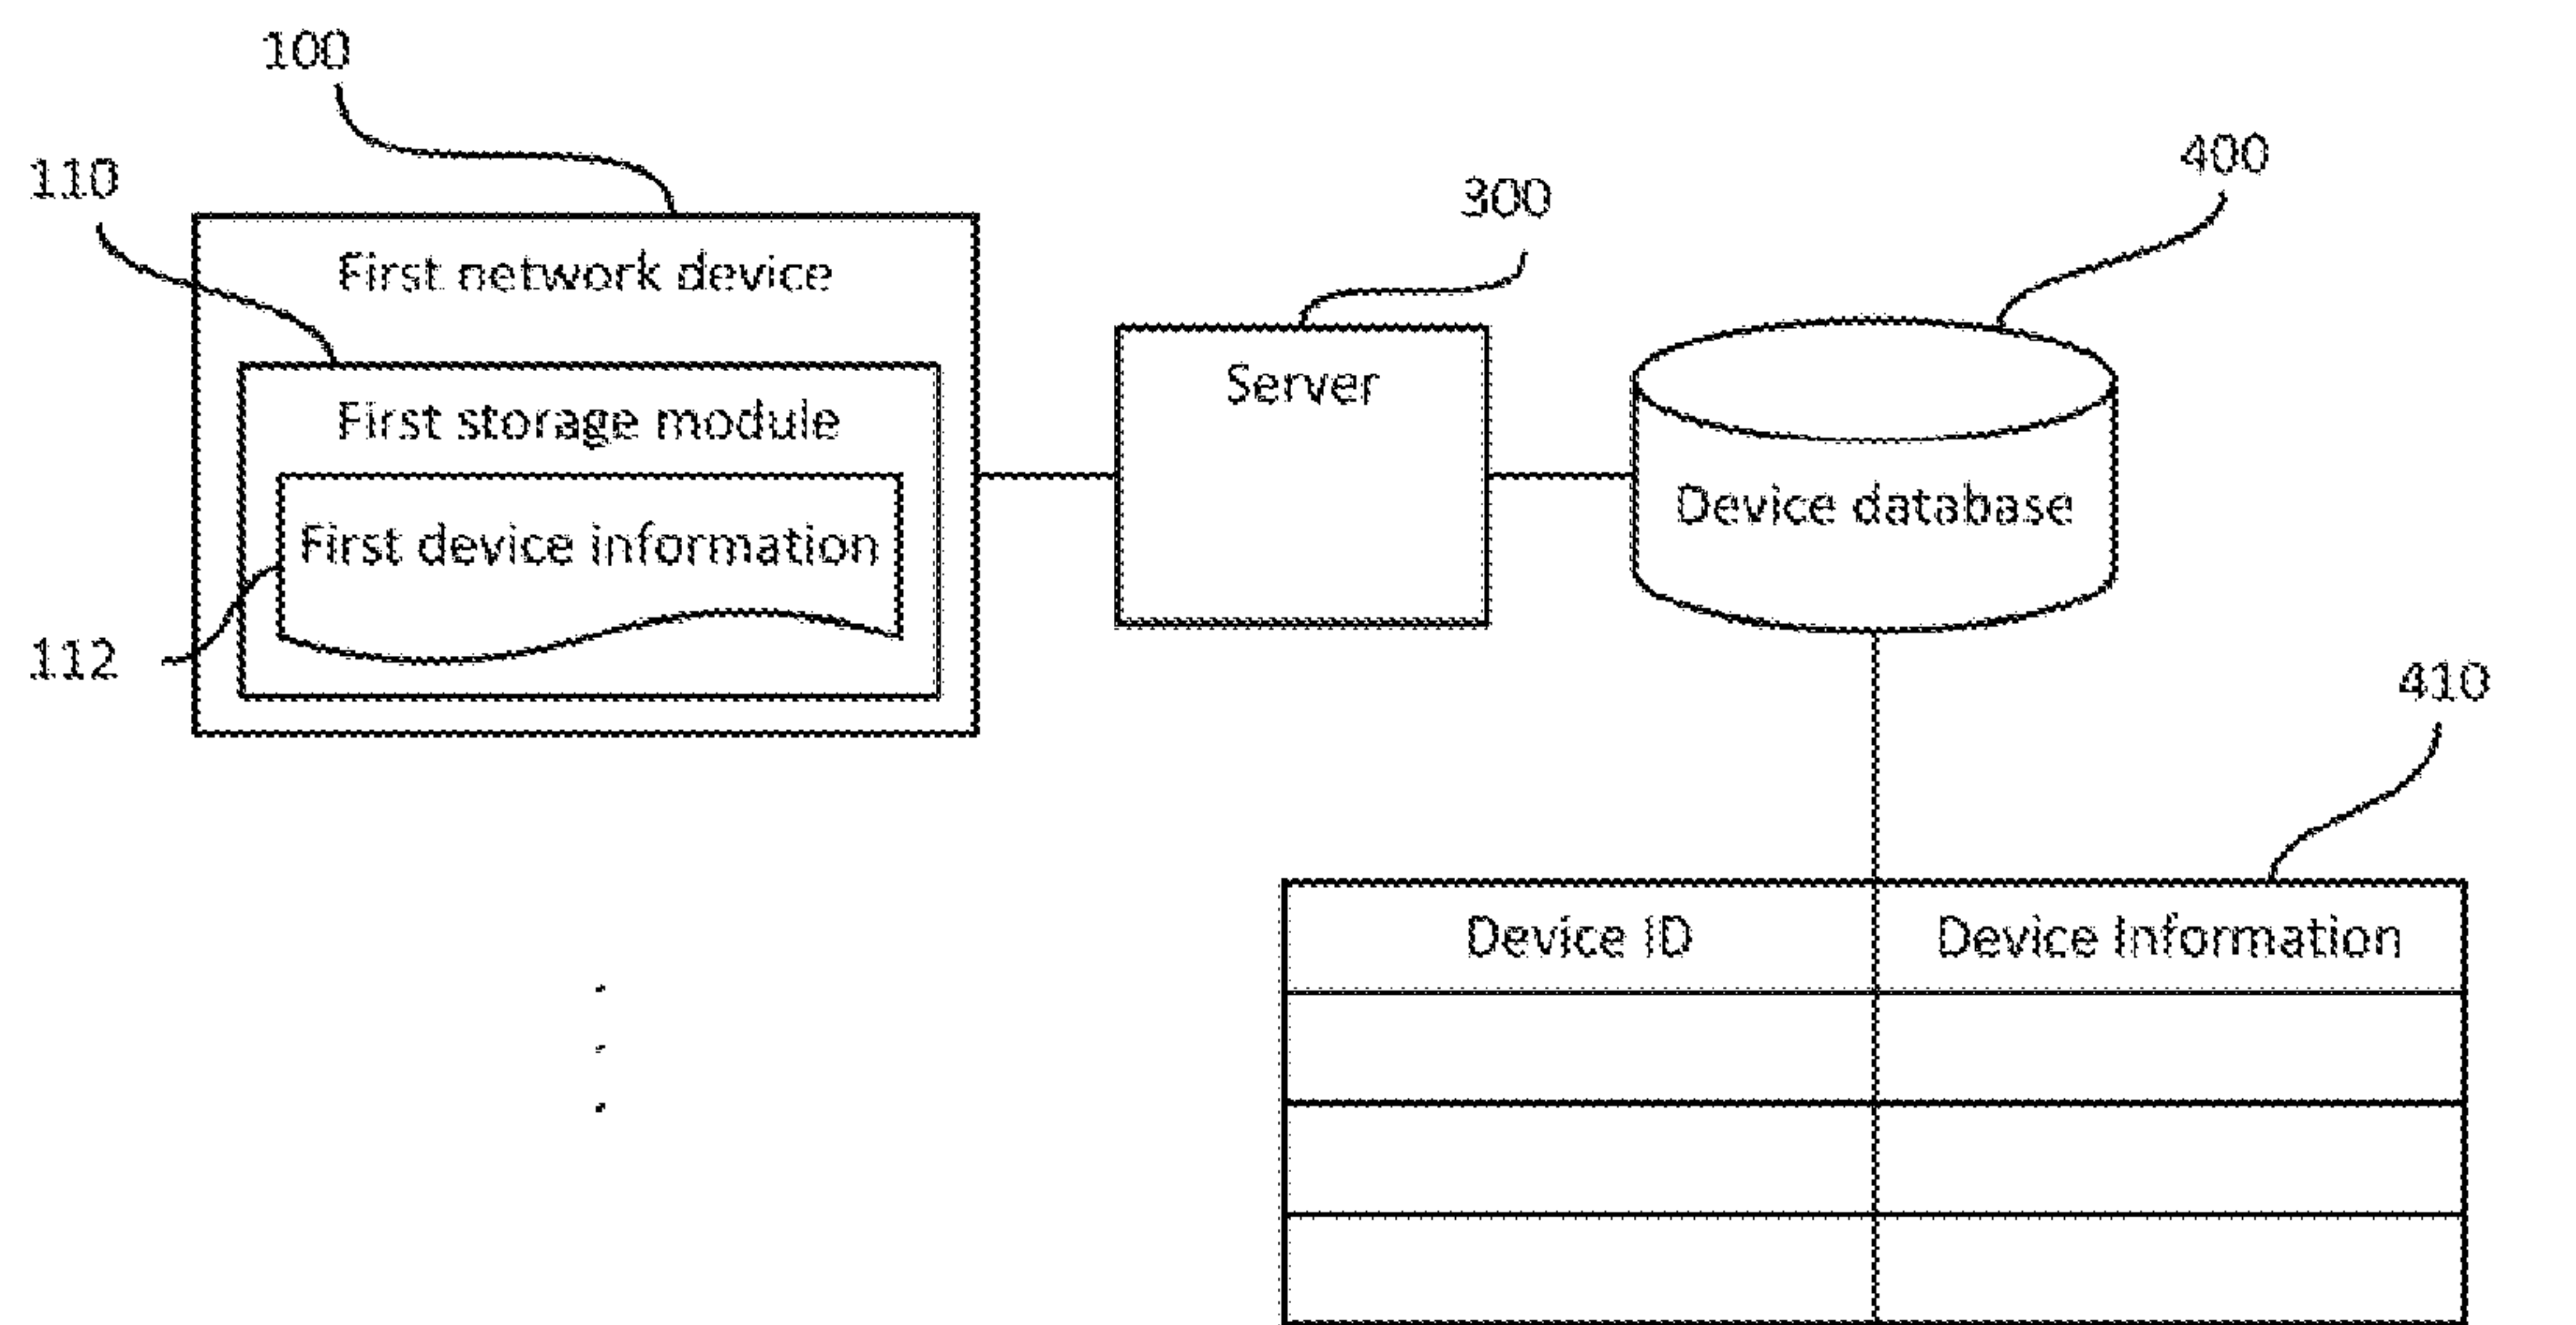 100
110
300
400
First network device
First storage module
Server
First device information
Device database
112
410
Device ID
Device Information